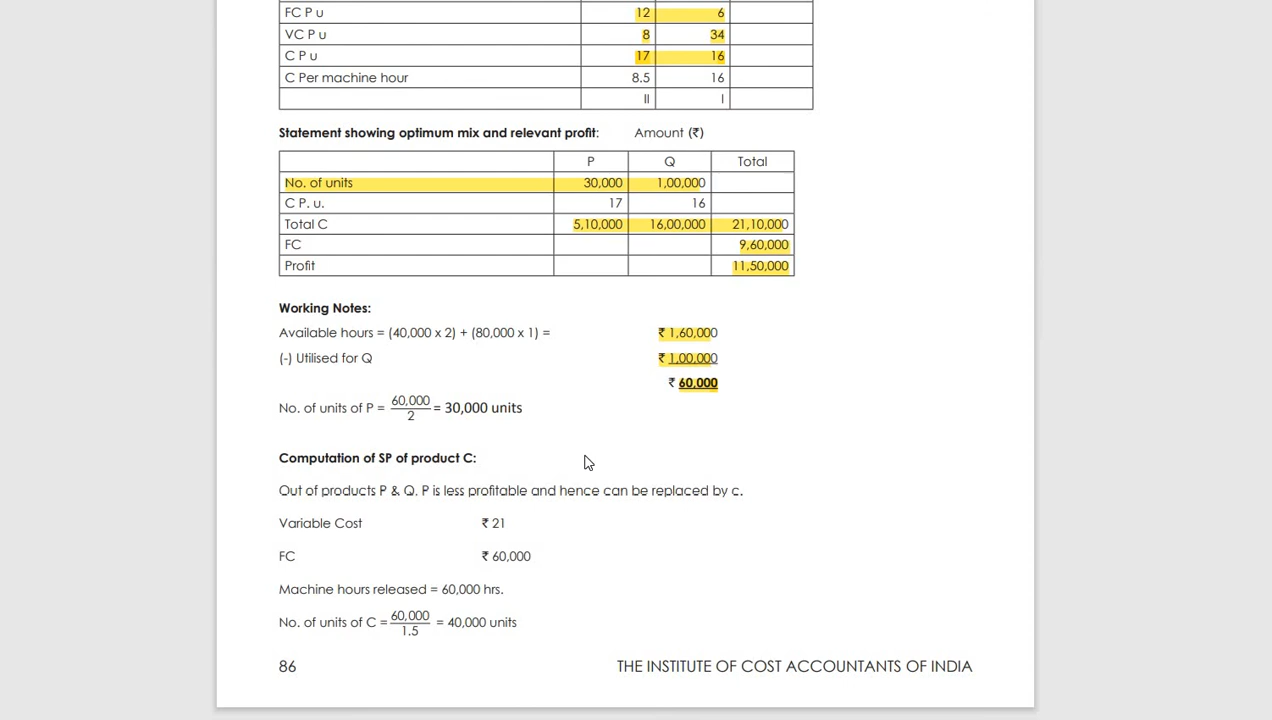 FC P u 12 6
VC P u 8 34
C P u 17 16
C Per machine hour 8.5 16
II I
Statement showing optimum mix and relevant profit: Amount (₹)
P Q Total
No. of units 30,000 1,00,000
C P. u. 17 16
Total C 5,10,000 16,00,000 21,10,000
FC 9,60,000
Profit 11,50,000
Working Notes:
Available hours = (40,000 x 2) + (80,000 x 1) = ₹ 1,60,000
(-) Utilised for Q ₹ 1,00,000
₹ 60,000
No. of units of P = 60,000/2 = 30,000 units
Computation of SP of product C:
Out of products P & Q. P is less profitable and hence can be replaced by c.
Variable Cost ₹ 21
FC ₹ 60,000
Machine hours released = 60,000 hrs.
No. of units of C = 60,000/1.5 = 40,000 units
86 THE INSTITUTE OF COST ACCOUNTANTS OF INDIA